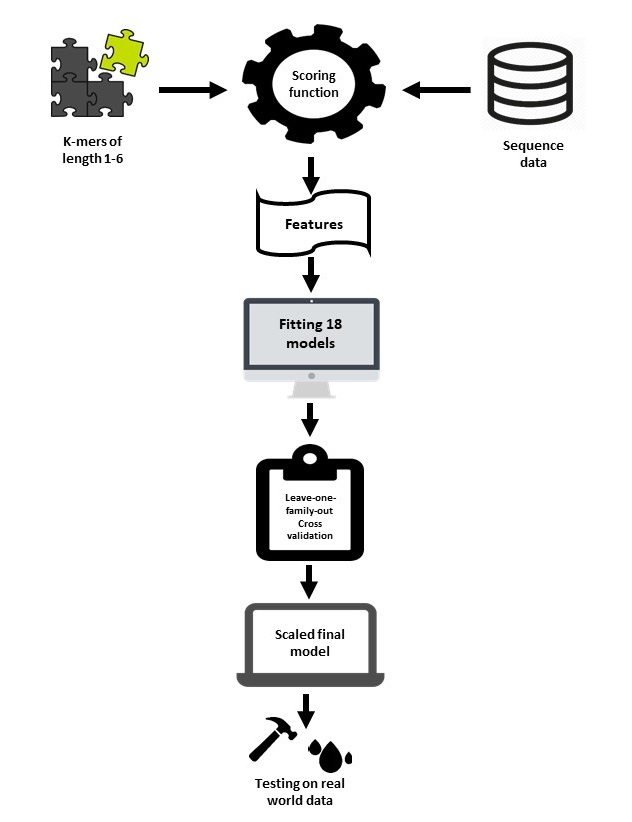 Scoring
function
K-mers of
length 1-6
Sequence
data
Features
Fitting 18
models
Leave-one-
family-out
Cross
validation
Scaled final
model
Testing on real
world data